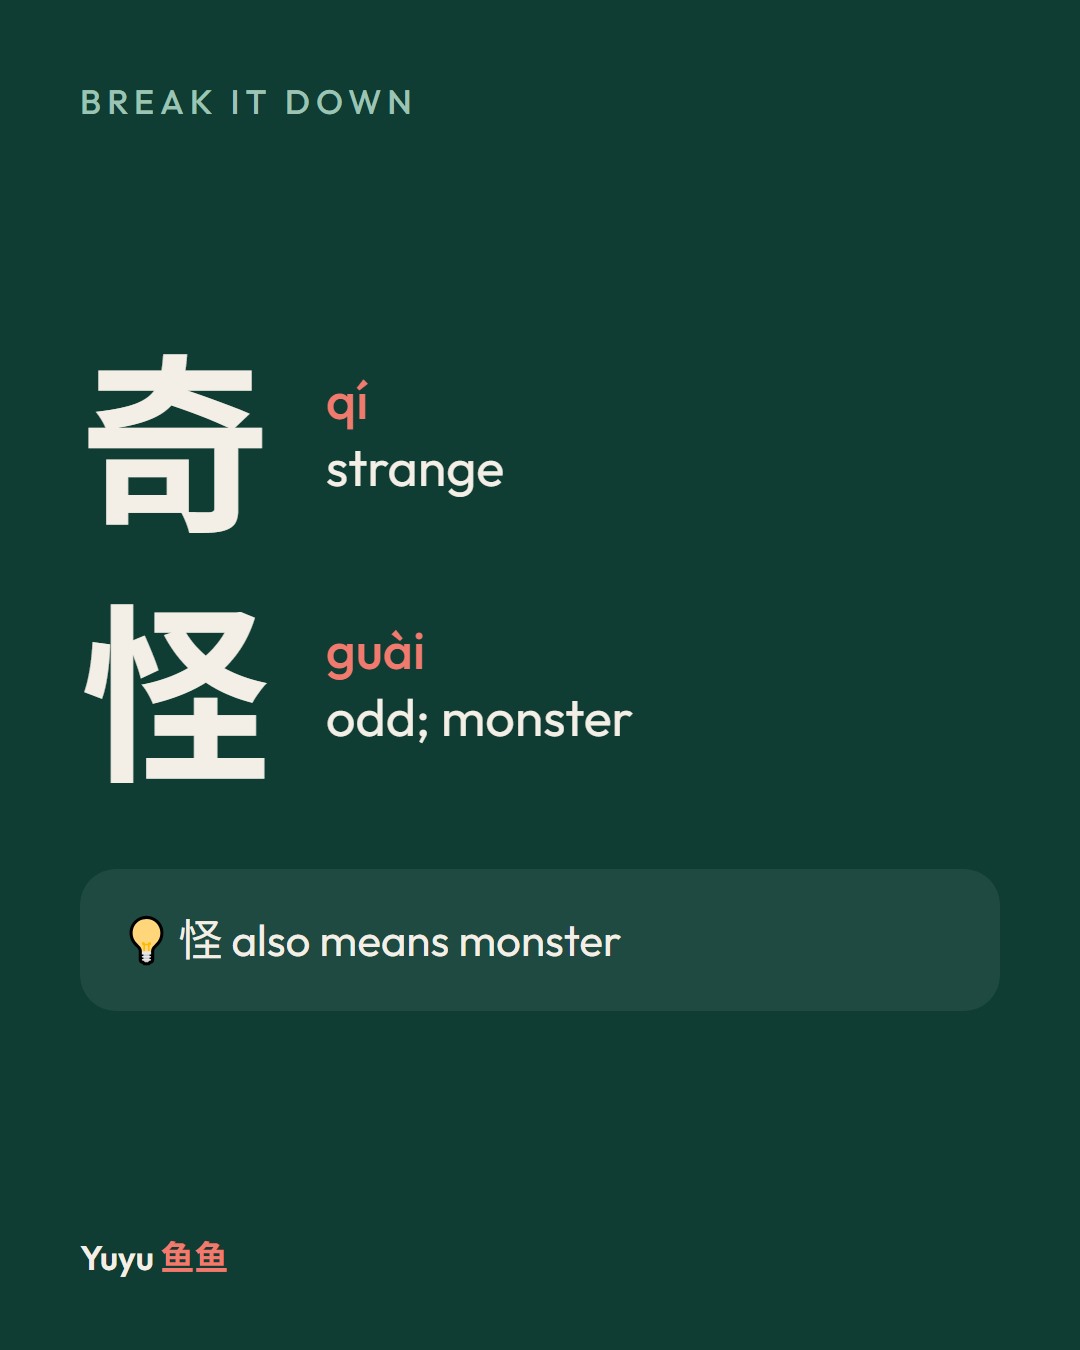 BREAK IT DOWN
奇
qí
strange
怪
guài
odd; monster
💡 怪 also means monster
Yuyu 鱼鱼